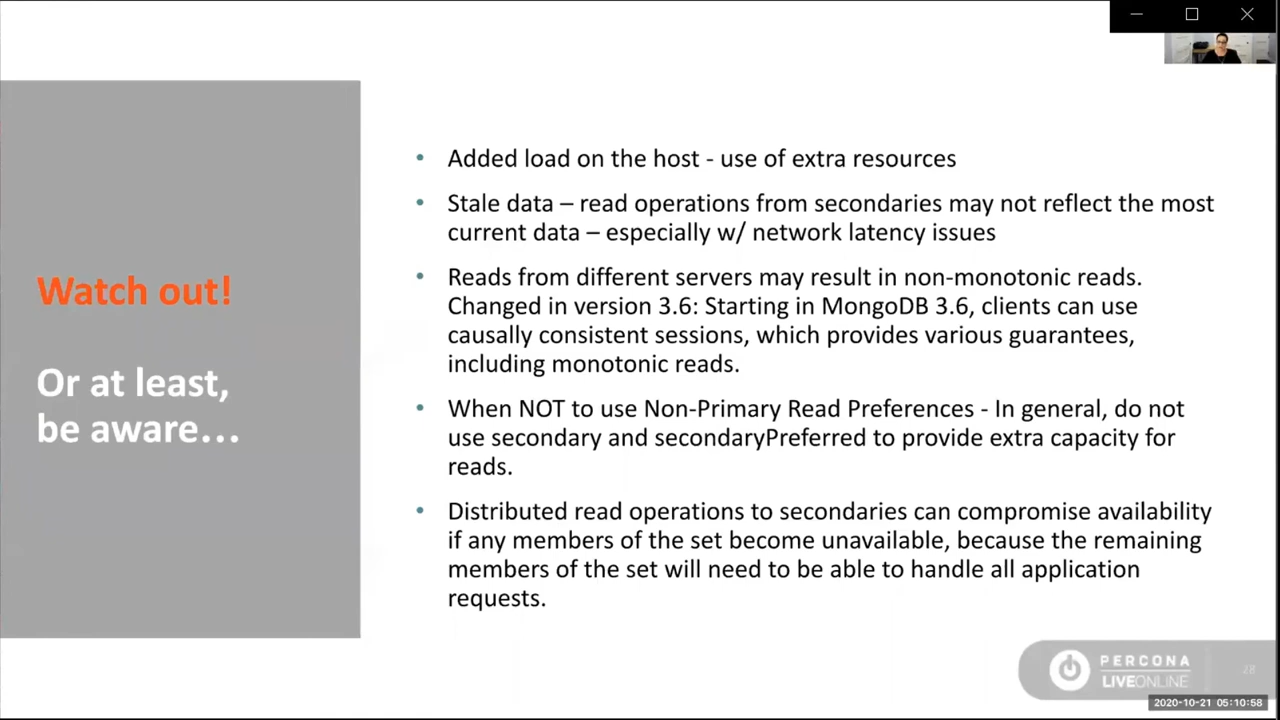 Watch out!
Or at least,
be aware…
• Added load on the host - use of extra resources
• Stale data – read operations from secondaries may not reflect the most
current data – especially w/ network latency issues
• Reads from different servers may result in non-monotonic reads.
Changed in version 3.6: Starting in MongoDB 3.6, clients can use
causally consistent sessions, which provides various guarantees,
including monotonic reads.
• When NOT to use Non-Primary Read Preferences - In general, do not
use secondary and secondaryPreferred to provide extra capacity for
reads.
• Distributed read operations to secondaries can compromise availability
if any members of the set become unavailable, because the remaining
members of the set will need to be able to handle all application
requests.
PERCONA
LIVEONLINE
28
2020-10-21 05:10:58